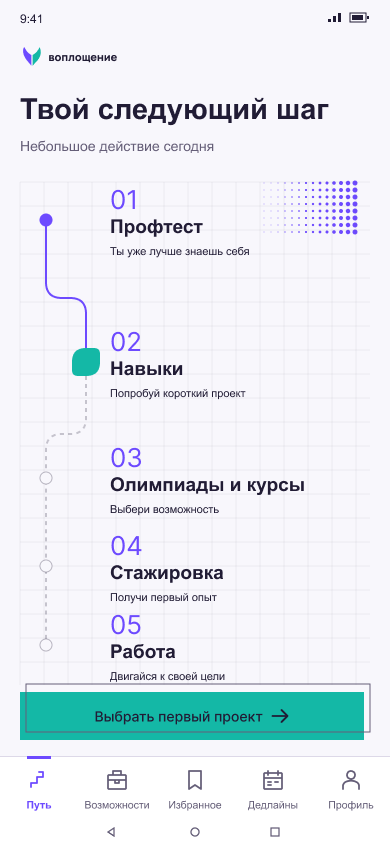 9:41
воплощение
Твой следующий шаг
Небольшое действие сегодня
01
Профтест
Ты уже лучше знаешь себя
02
Навыки
Попробуй короткий проект
03
Олимпиады и курсы
Выбери возможность
04
Стажировка
Получи первый опыт
05
Работа
Двигайся к своей цели
Выбрать первый проект
Путь Возможности Избранное Дедлайны Профиль